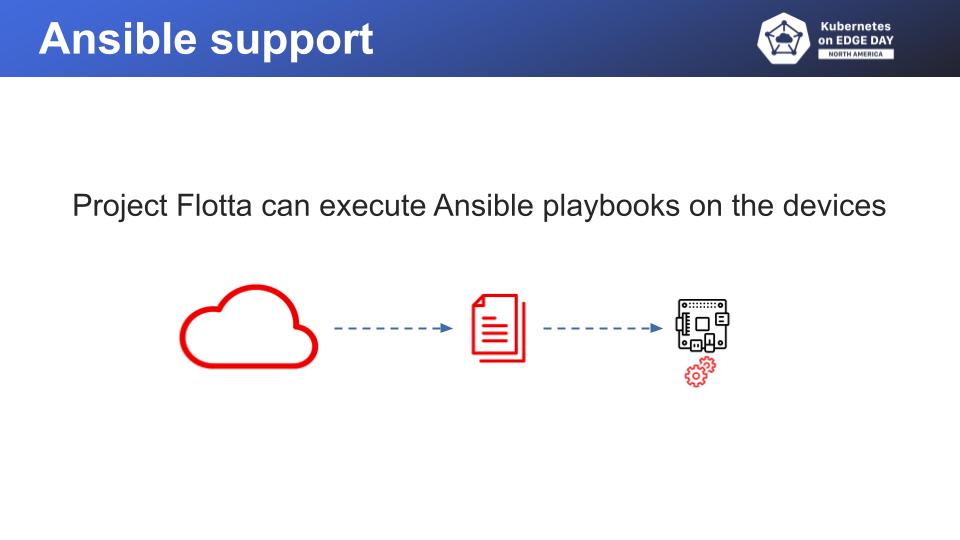 Ansible support
Kubernetes
on EDGE DAY
NORTH AMERICA
Project Flotta can execute Ansible playbooks on the devices